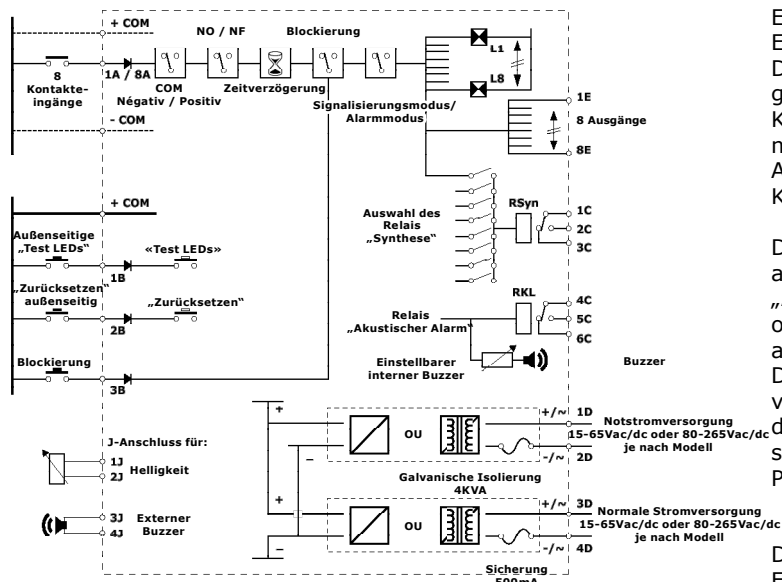 + COM
NO / NF
Blockierung
L1
L8
8
Kontakte-
eingänge
1A / 8A
COM
Négativ / Positiv
Zeitverzögerung
Signalisierungsmodus/
Alarmmodus
- COM
1E
8 Ausgänge
8E
+ COM
Auswahl des
Relais
„Synthese“
RSyn
1C
2C
3C
Außenseitige
„Test LEDs“
«Test LEDs»
1B
„Zurücksetzen“
außenseitig
„Zurücksetzen“
2B
Relais
„Akustischer Alarm“
RKL
4C
5C
6C
Blockierung
3B
Einstellbarer
interner Buzzer
Buzzer
+
–
OU
+/~ 1D
-/~ 2D
Notstromversorgung
15-65Vac/dc oder 80-265Vac/dc
je nach Modell
J-Anschluss für:
1J
2J
Helligkeit
Galvanische Isolierung
4KVA
3J
4J
Externer
Buzzer
+
–
OU
+/~ 3D
-/~ 4D
Normale Stromversorgung
15-65Vac/dc oder 80-265Vac/dc
je nach Modell
Sicherung
500mA